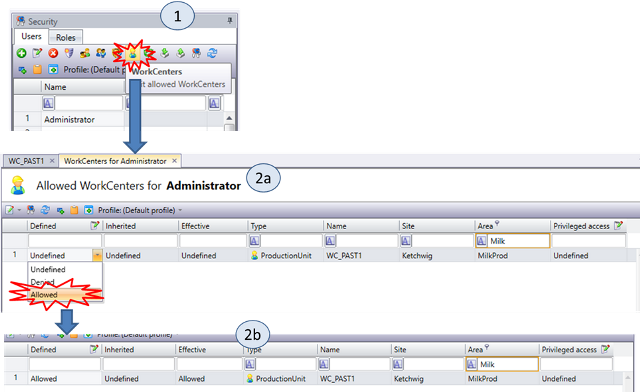 1
Security
Users Roles
Profile: (Default p
WorkCenters
it allowed WorkCenters
Name
1 Administrator
WC_PAST1 WorkCenters for Administrator
2a
Allowed WorkCenters for Administrator
Profile: (Default profile)
Defined Inherited Effective Type Name Site Area Privileged access
Milk
1 Undefined Undefined Undefined ProductionUnit WC_PAST1 Ketchwig MilkProd Undefined
Undefined
Denied
Allowed
Profile: (Default profile)
2b
Defined Inherited Effective Type Name Site Area Privileged access
Milk
1 Allowed Undefined Allowed ProductionUnit WC_PAST1 Ketchwig MilkProd Undefined